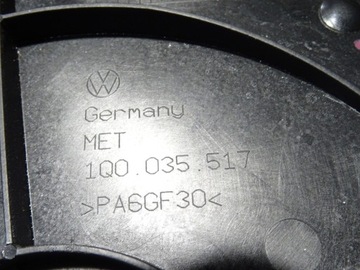 Germany
MET
1Q0.035.517
>PA6GF30<